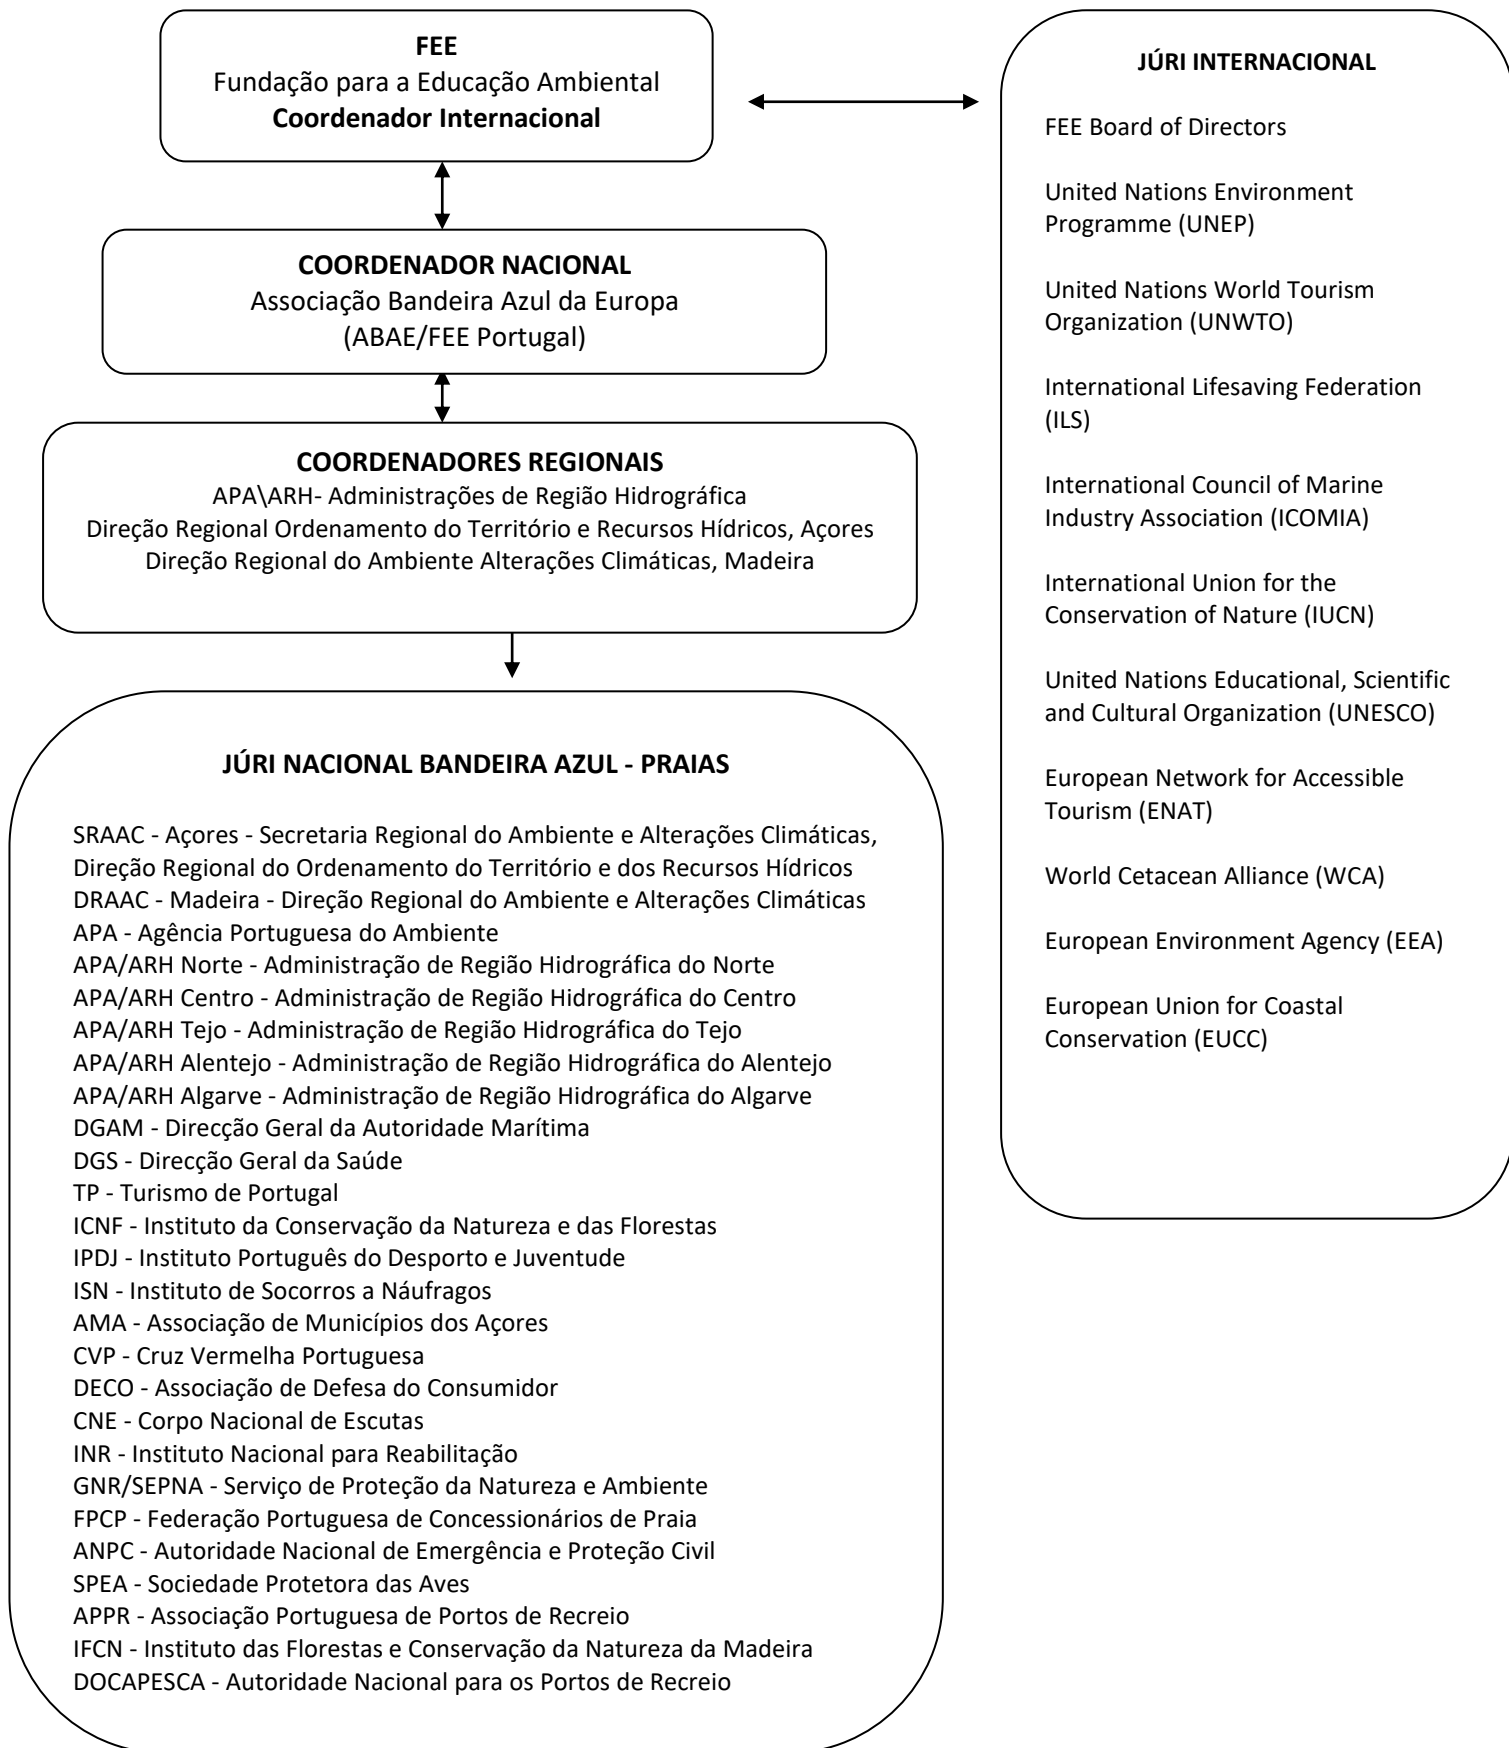 FEE
Fundação para a Educação Ambiental
Coordenador Internacional
COORDENADOR NACIONAL
Associação Bandeira Azul da Europa
(ABAE/FEE Portugal)
COORDENADORES REGIONAIS
APA\ARH- Administrações de Região Hidrográfica
Direção Regional Ordenamento do Território e Recursos Hídricos, Açores
Direção Regional do Ambiente Alterações Climáticas, Madeira
JÚRI NACIONAL BANDEIRA AZUL - PRAIAS
SRAAC - Açores - Secretaria Regional do Ambiente e Alterações Climáticas,
Direção Regional do Ordenamento do Território e dos Recursos Hídricos
DRAAC - Madeira - Direção Regional do Ambiente e Alterações Climáticas
APA - Agência Portuguesa do Ambiente
APA/ARH Norte - Administração de Região Hidrográfica do Norte
APA/ARH Centro - Administração de Região Hidrográfica do Centro
APA/ARH Tejo - Administração de Região Hidrográfica do Tejo
APA/ARH Alentejo - Administração de Região Hidrográfica do Alentejo
APA/ARH Algarve - Administração de Região Hidrográfica do Algarve
DGAM - Direcção Geral da Autoridade Marítima
DGS - Direcção Geral da Saúde
TP - Turismo de Portugal
ICNF - Instituto da Conservação da Natureza e das Florestas
IPDJ - Instituto Português do Desporto e Juventude
ISN - Instituto de Socorros a Náufragos
AMA - Associação de Municípios dos Açores
CVP - Cruz Vermelha Portuguesa
DECO - Associação de Defesa do Consumidor
CNE - Corpo Nacional de Escutas
INR - Instituto Nacional para Reabilitação
GNR/SEPNA - Serviço de Proteção da Natureza e Ambiente
FPCP - Federação Portuguesa de Concessionários de Praia
ANPC - Autoridade Nacional de Emergência e Proteção Civil
SPEA - Sociedade Protetora das Aves
APPR - Associação Portuguesa de Portos de Recreio
IFCN - Instituto das Florestas e Conservação da Natureza da Madeira
DOCAPESCA - Autoridade Nacional para os Portos de Recreio
JÚRI INTERNACIONAL
FEE Board of Directors
United Nations Environment
Programme (UNEP)
United Nations World Tourism
Organization (UNWTO)
International Lifesaving Federation
(ILS)
International Council of Marine
Industry Association (ICOMIA)
International Union for the
Conservation of Nature (IUCN)
United Nations Educational, Scientific
and Cultural Organization (UNESCO)
European Network for Accessible
Tourism (ENAT)
World Cetacean Alliance (WCA)
European Environment Agency (EEA)
European Union for Coastal
Conservation (EUCC)